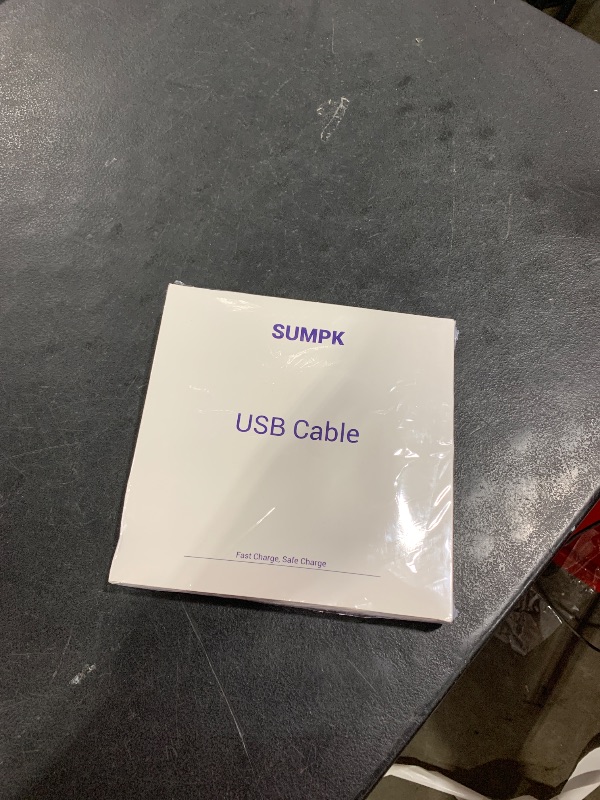 SUMPK
USB Cable
Fast Charge, Safe Charge